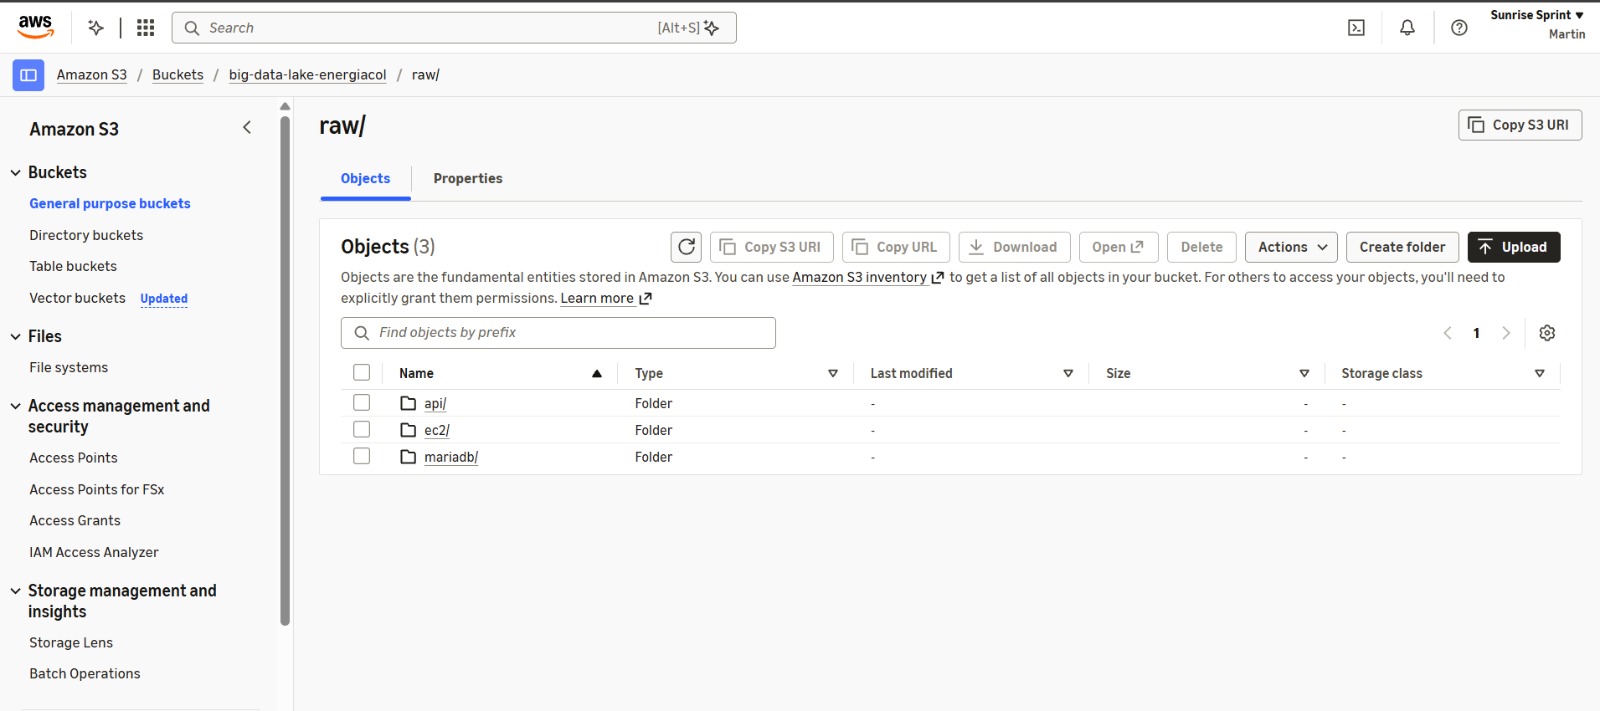 aws
Search [Alt+S]
Sunrise Sprint
Martin
Amazon S3 / Buckets / big-data-lake-energiacol / raw/
Amazon S3
Buckets
General purpose buckets
Directory buckets
Table buckets
Vector buckets Updated
Files
File systems
Access management and
security
Access Points
Access Points for FSx
Access Grants
IAM Access Analyzer
Storage management and
insights
Storage Lens
Batch Operations
raw/
Copy S3 URI
Objects Properties
Objects (3) Copy S3 URI Copy URL Download Open Delete Actions Create folder Upload
Objects are the fundamental entities stored in Amazon S3. You can use Amazon S3 inventory to get a list of all objects in your bucket. For others to access your objects, you'll need to
explicitly grant them permissions. Learn more
Find objects by prefix 1
Name Type Last modified Size Storage class
api/ Folder - - -
ec2/ Folder - - -
mariadb/ Folder - - -